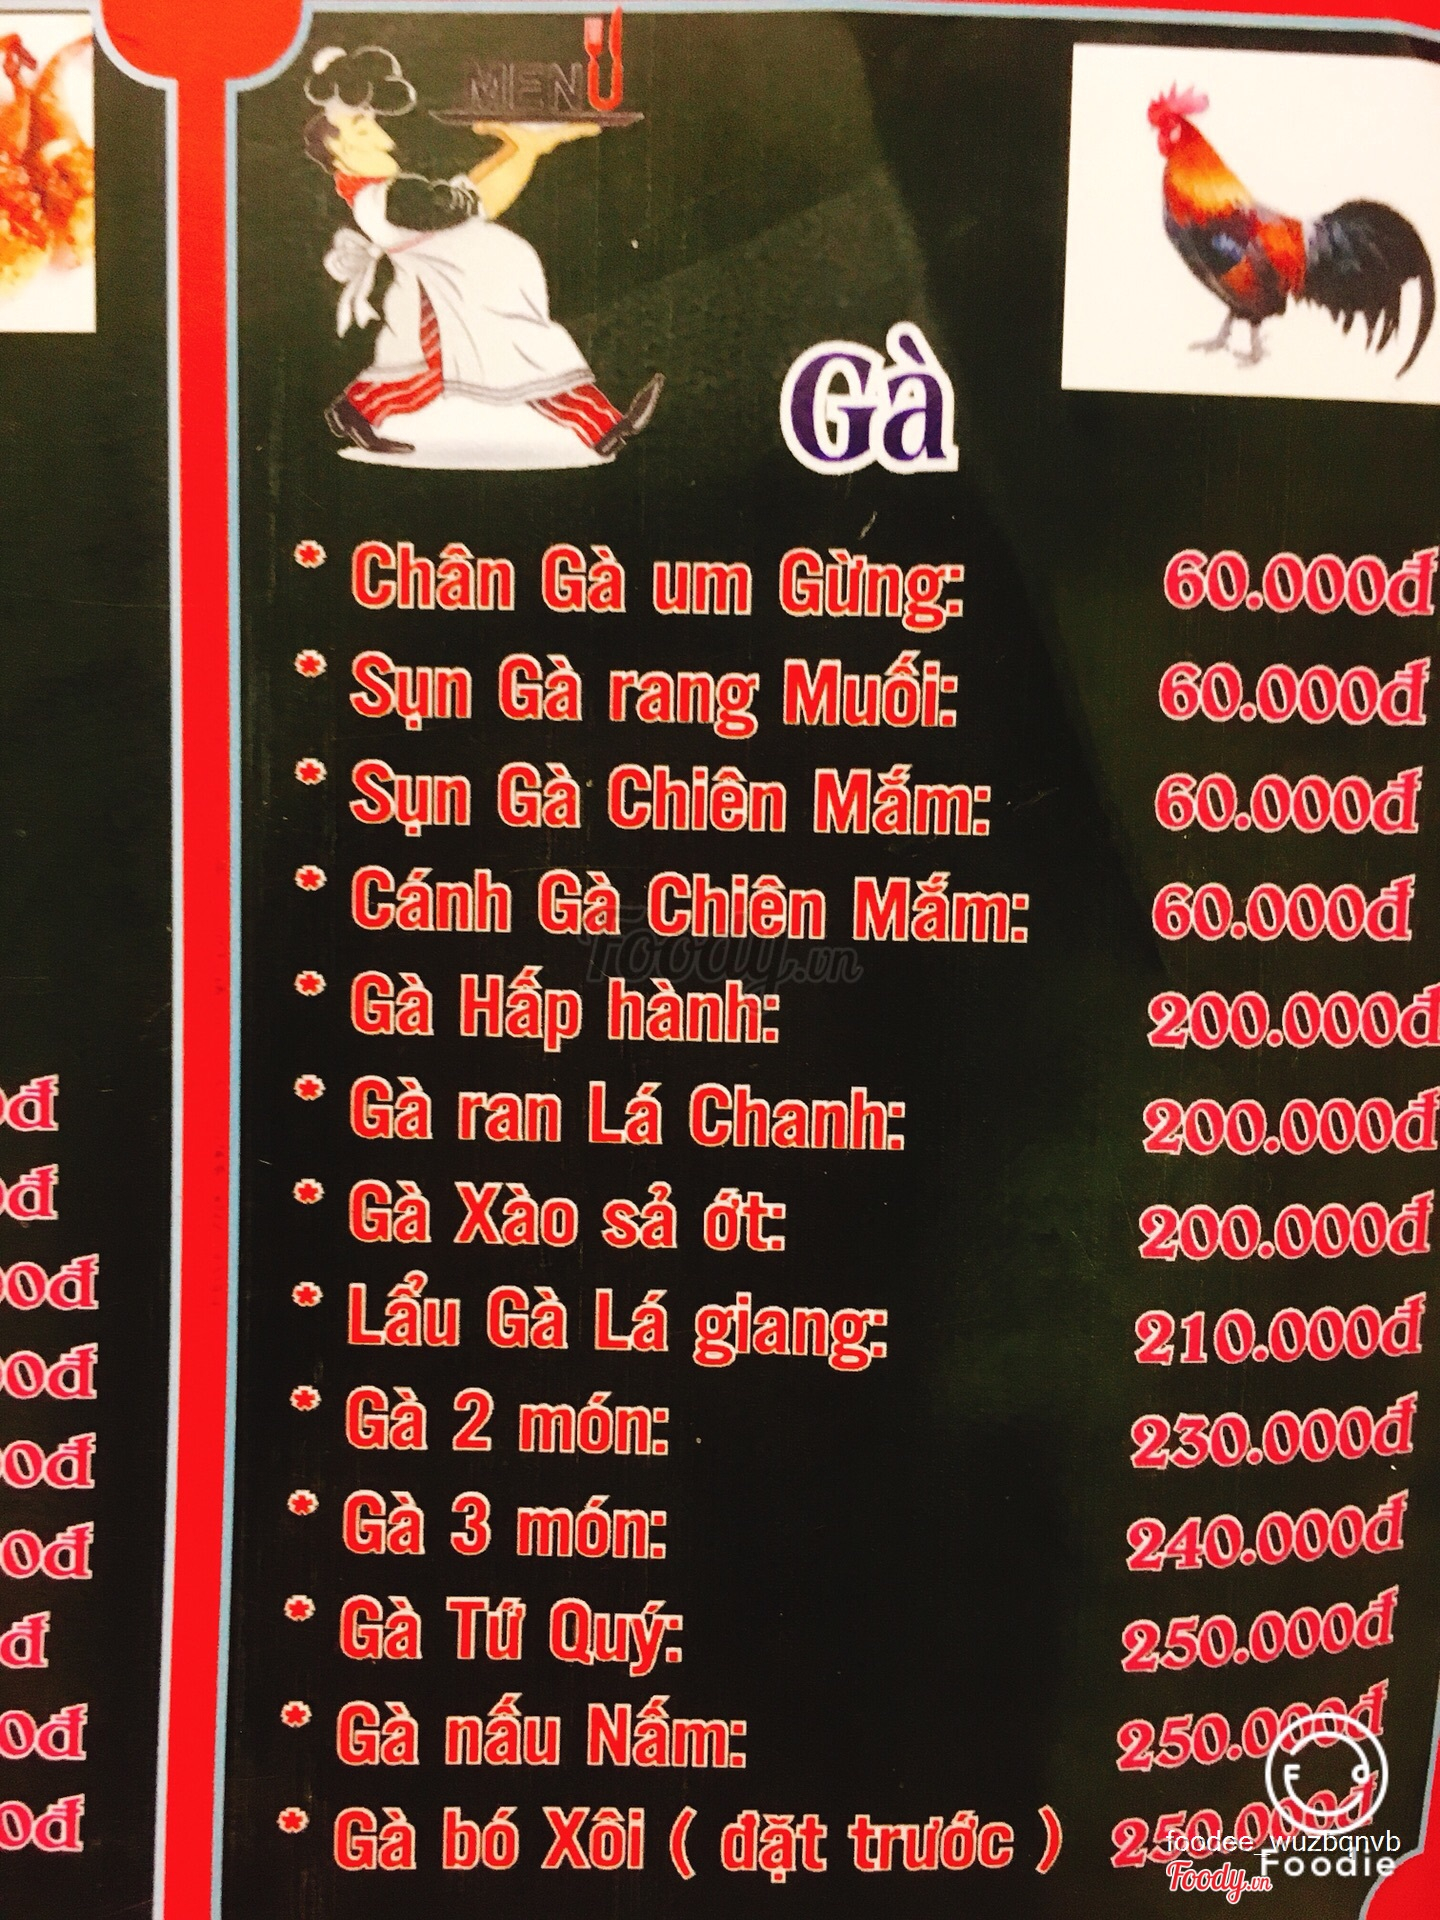 MENU
Gà
* Chân Gà um Gừng: 60.000đ
* Sụn Gà rang Muối: 60.000đ
* Sụn Gà Chiên Mắm: 60.000đ
* Cánh Gà Chiên Mắm: 60.000đ
Foody.vn
* Gà Hấp hành: 200.000đ
* Gà ran Lá Chanh: 200.000đ
* Gà Xào sả ớt: 200.000đ
* Lẩu Gà Lá giang: 210.000đ
* Gà 2 món: 230.000đ
* Gà 3 món: 240.000đ
* Gà Tứ Quý: 250.000đ
* Gà nấu Nấm: 250.000đ
* Gà bó Xôi ( đặt trước ) 250.000đ
foodee_wuzbqnvb
Foodie
Foody.vn